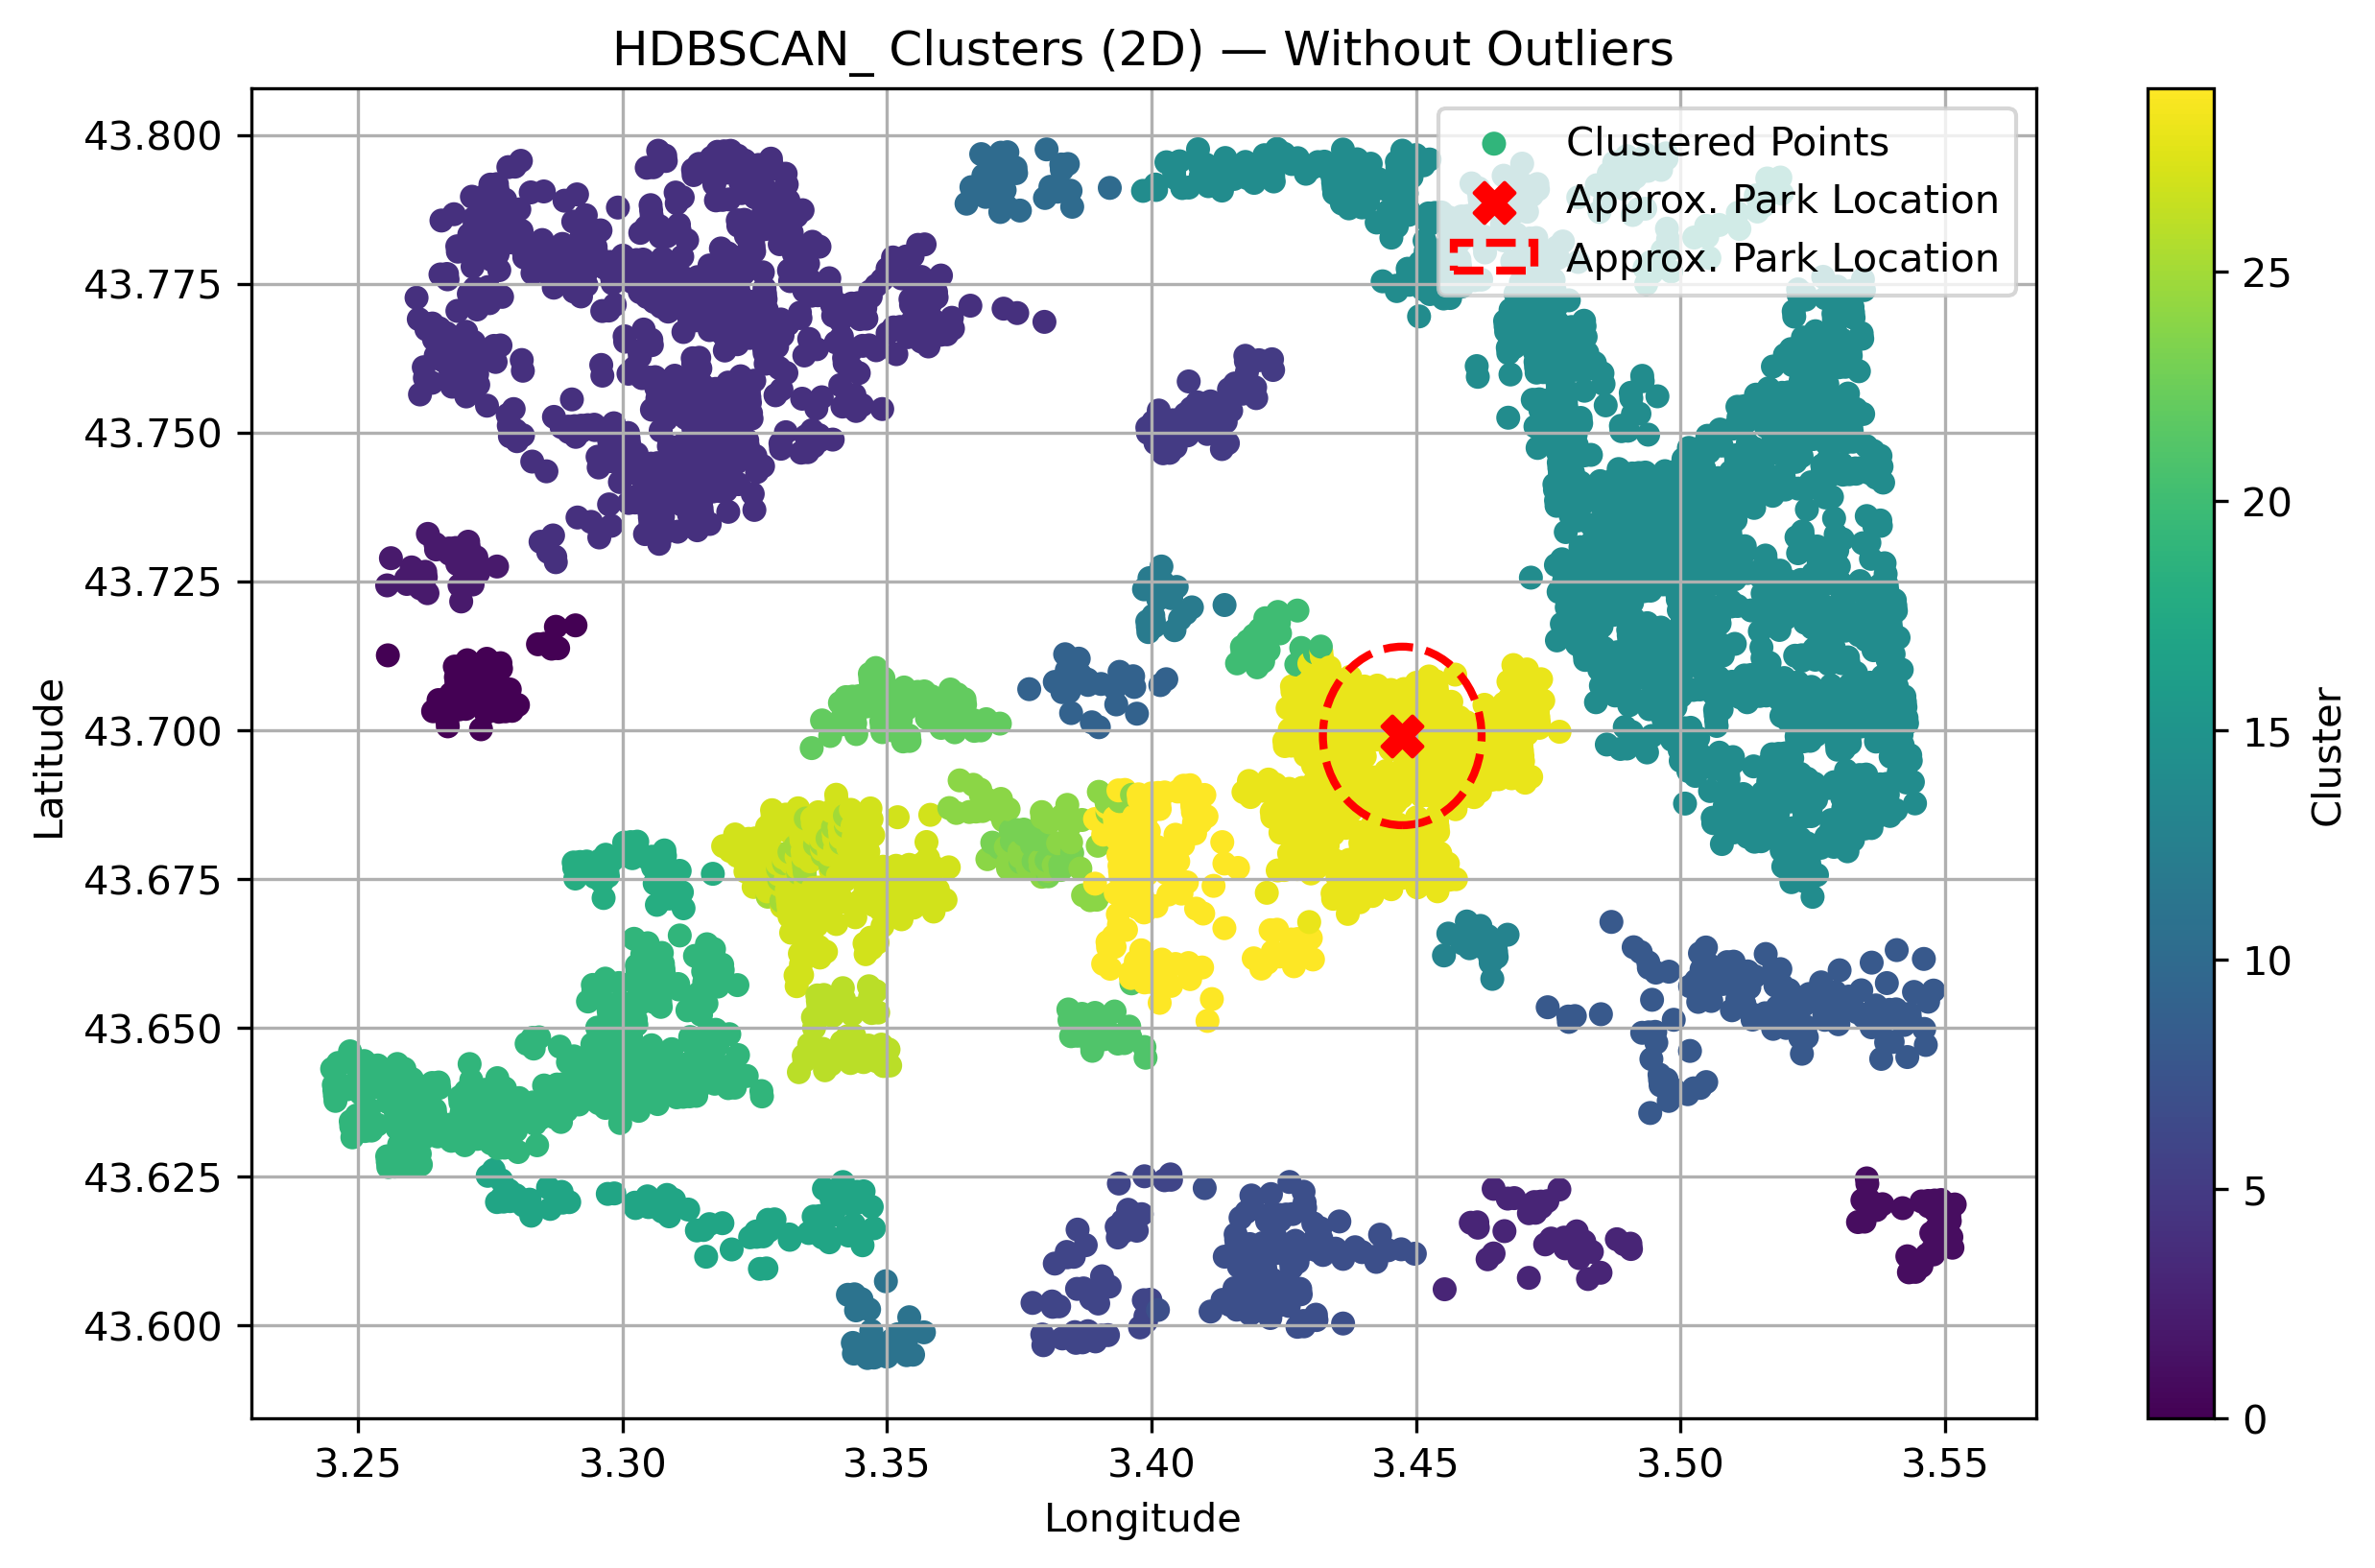 HDBSCAN_ Clusters (2D) — Without Outliers
Clustered Points
Approx. Park Location
Approx. Park Location
43.800
43.775
43.750
43.725
43.700
43.675
43.650
43.625
43.600
Latitude
3.25 3.30 3.35 3.40 3.45 3.50 3.55
Longitude
25
20
15
10
5
0
Cluster